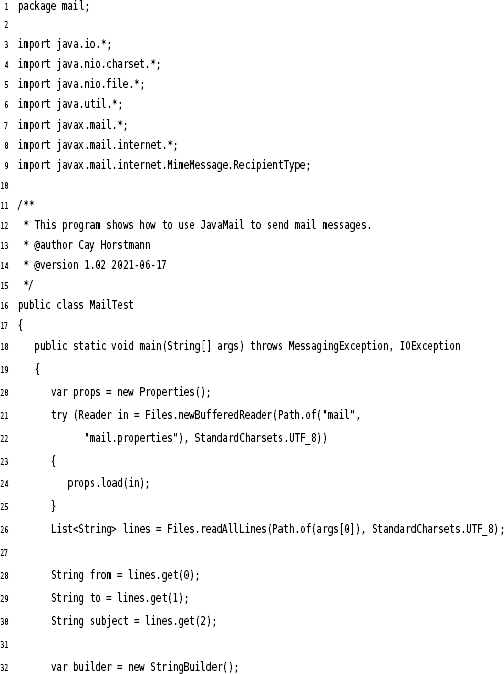 1 package mail;
2
3 import java.io.*;
4 import java.nio.charset.*;
5 import java.nio.file.*;
6 import java.util.*;
7 import javax.mail.*;
8 import javax.mail.internet.*;
9 import javax.mail.internet.MimeMessage.RecipientType;
10
11 /**
12  * This program shows how to use JavaMail to send mail messages.
13  * @author Cay Horstmann
14  * @version 1.02 2021-06-17
15  */
16 public class MailTest
17 {
18    public static void main(String[] args) throws MessagingException, IOException
19    {
20       var props = new Properties();
21       try (Reader in = Files.newBufferedReader(Path.of("mail",
22             "mail.properties"), StandardCharsets.UTF_8))
23       {
24          props.load(in);
25       }
26       List<String> lines = Files.readAllLines(Path.of(args[0]), StandardCharsets.UTF_8);
27
28       String from = lines.get(0);
29       String to = lines.get(1);
30       String subject = lines.get(2);
31
32       var builder = new StringBuilder();